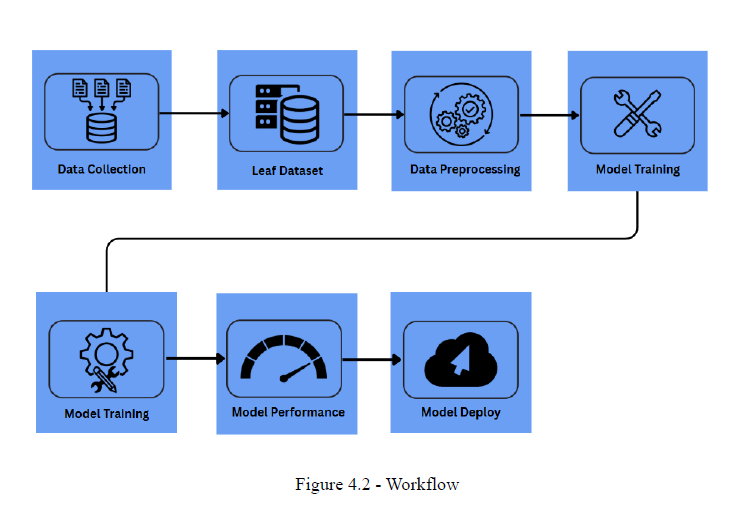 Data Collection
Leaf Dataset
Data Preprocessing
Model Training
Model Training
Model Performance
Model Deploy
Figure 4.2 - Workflow